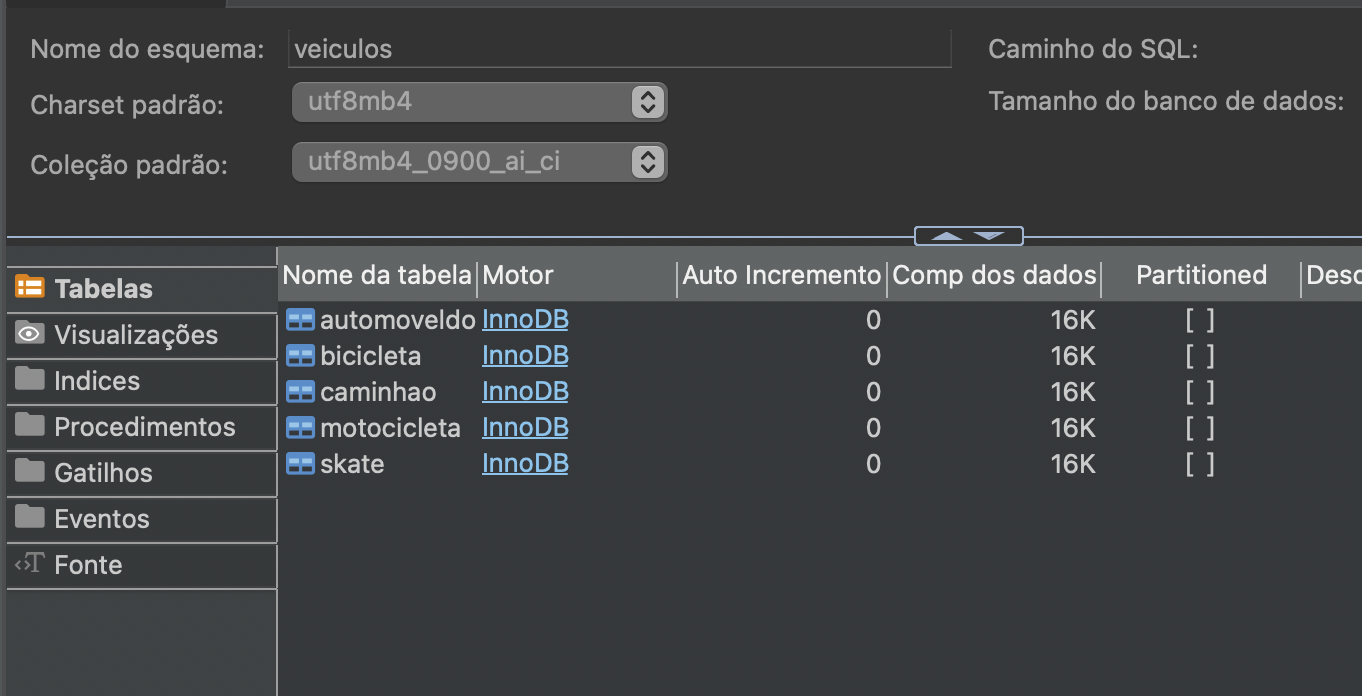 Nome do esquema: veiculos Caminho do SQL:
Charset padrão: utf8mb4 Tamanho do banco de dados:
Coleção padrão: utf8mb4_0900_ai_ci
Tabelas
Visualizações
Indices
Procedimentos
Gatilhos
Eventos
Fonte
Nome da tabela Motor Auto Incremento Comp dos dados Partitioned Desc
automoveldo InnoDB 0 16K [ ]
bicicleta InnoDB 0 16K [ ]
caminhao InnoDB 0 16K [ ]
motocicleta InnoDB 0 16K [ ]
skate InnoDB 0 16K [ ]